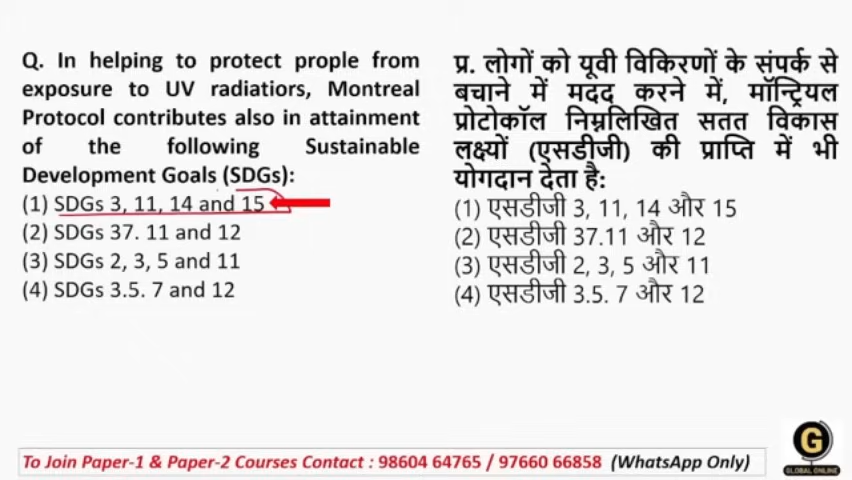 Q. In helping to protect prople from
exposure to UV radiatiors, Montreal
Protocol contributes also in attainment
of the following Sustainable
Development Goals (SDGs):
(1) SDGs 3, 11, 14 and 15
(2) SDGs 37. 11 and 12
(3) SDGs 2, 3, 5 and 11
(4) SDGs 3.5. 7 and 12
प्र. लोगों को यूवी विकिरणों के संपर्क से
बचाने में मदद करने में, मॉन्ट्रियल
प्रोटोकॉल निम्नलिखित सतत विकास
लक्ष्यों (एसडीजी) की प्राप्ति में भी
योगदान देता है:
(1) एसडीजी 3, 11, 14 और 15
(2) एसडीजी 37.11 और 12
(3) एसडीजी 2, 3, 5 और 11
(4) एसडीजी 3.5. 7 और 12
G
GLOBAL ONLINE
To Join Paper-1 & Paper-2 Courses Contact : 98604 64765 / 97660 66858 (WhatsApp Only)